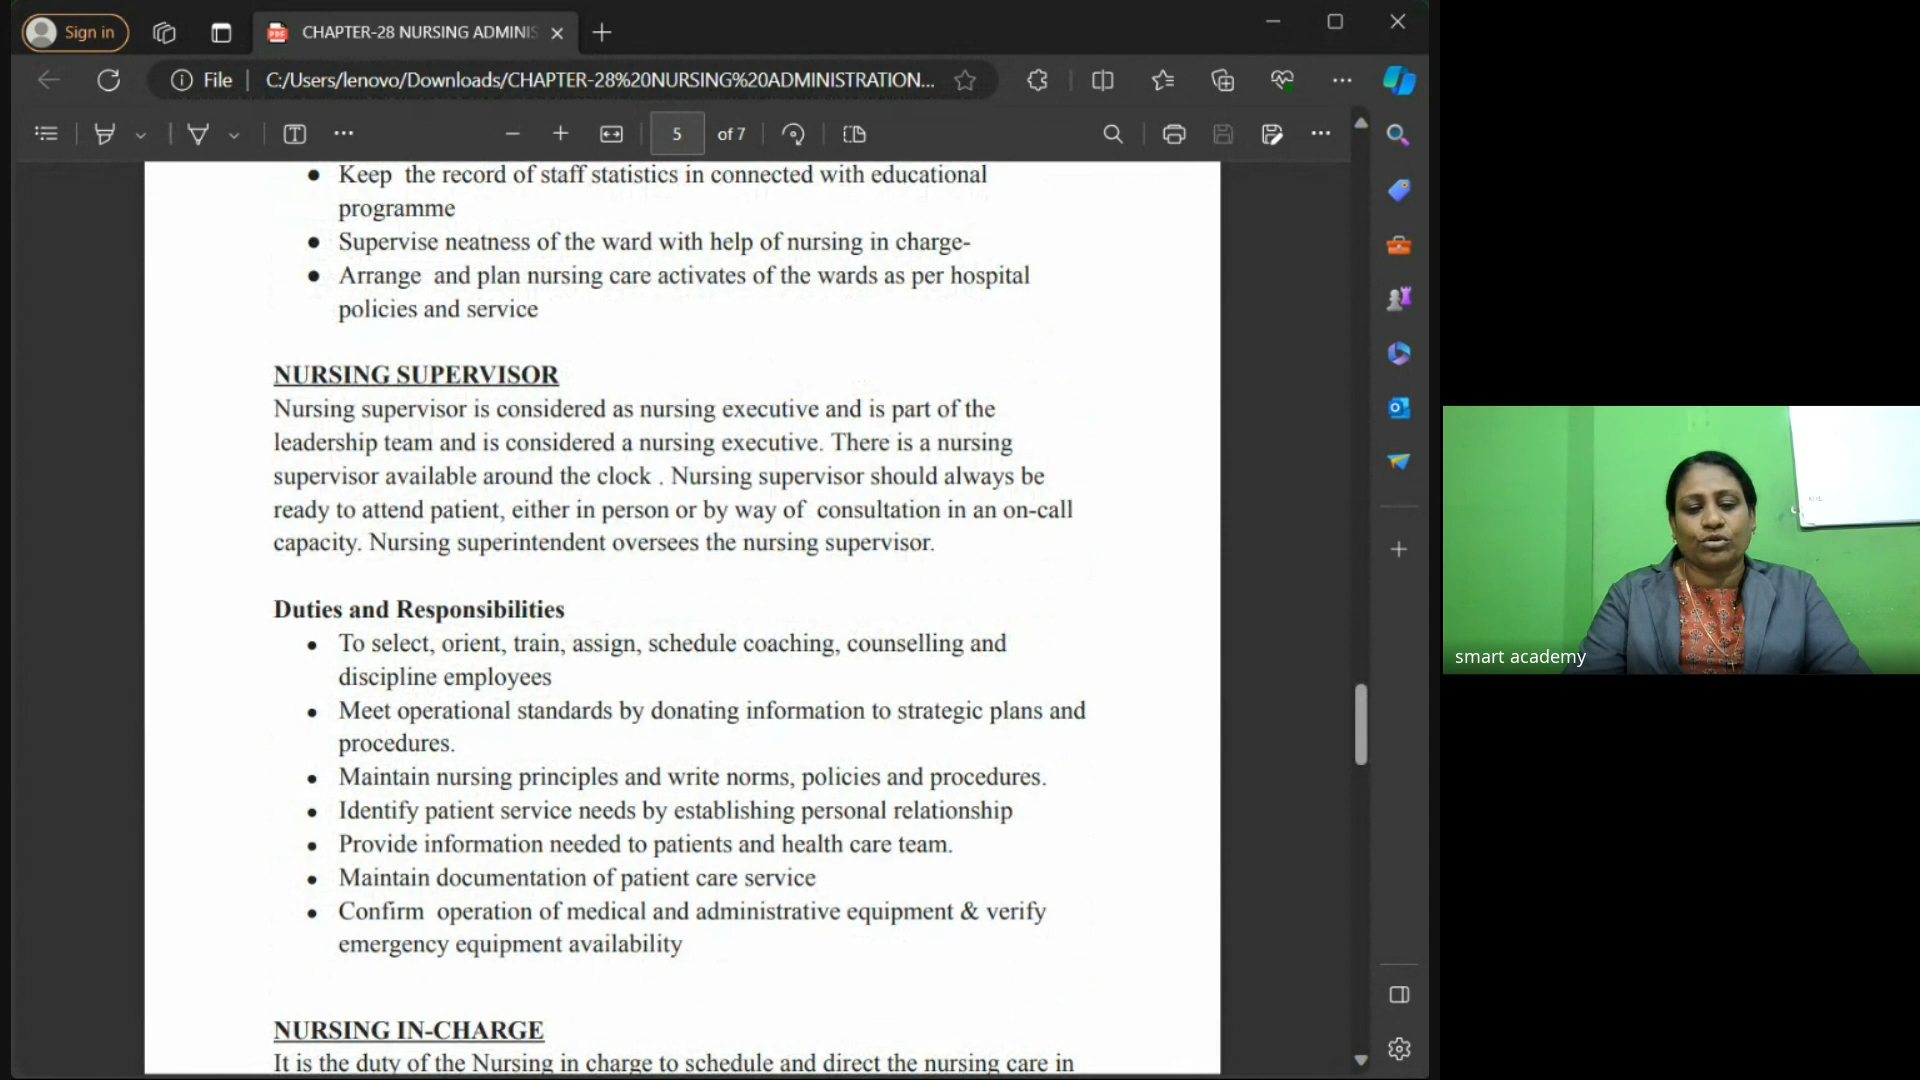 Sign in
CHAPTER-28 NURSING ADMINIS
File
C:/Users/lenovo/Downloads/CHAPTER-28%20NURSING%20ADMINISTRATION...
5 of 7
● Keep the record of staff statistics in connected with educational
programme
● Supervise neatness of the ward with help of nursing in charge-
● Arrange and plan nursing care activates of the wards as per hospital
policies and service
NURSING SUPERVISOR
Nursing supervisor is considered as nursing executive and is part of the
leadership team and is considered a nursing executive. There is a nursing
supervisor available around the clock . Nursing supervisor should always be
ready to attend patient, either in person or by way of consultation in an on-call
capacity. Nursing superintendent oversees the nursing supervisor.
Duties and Responsibilities
• To select, orient, train, assign, schedule coaching, counselling and
discipline employees
• Meet operational standards by donating information to strategic plans and
procedures.
• Maintain nursing principles and write norms, policies and procedures.
• Identify patient service needs by establishing personal relationship
• Provide information needed to patients and health care team.
• Maintain documentation of patient care service
• Confirm operation of medical and administrative equipment & verify
emergency equipment availability
NURSING IN-CHARGE
It is the duty of the Nursing in charge to schedule and direct the nursing care in
smart academy